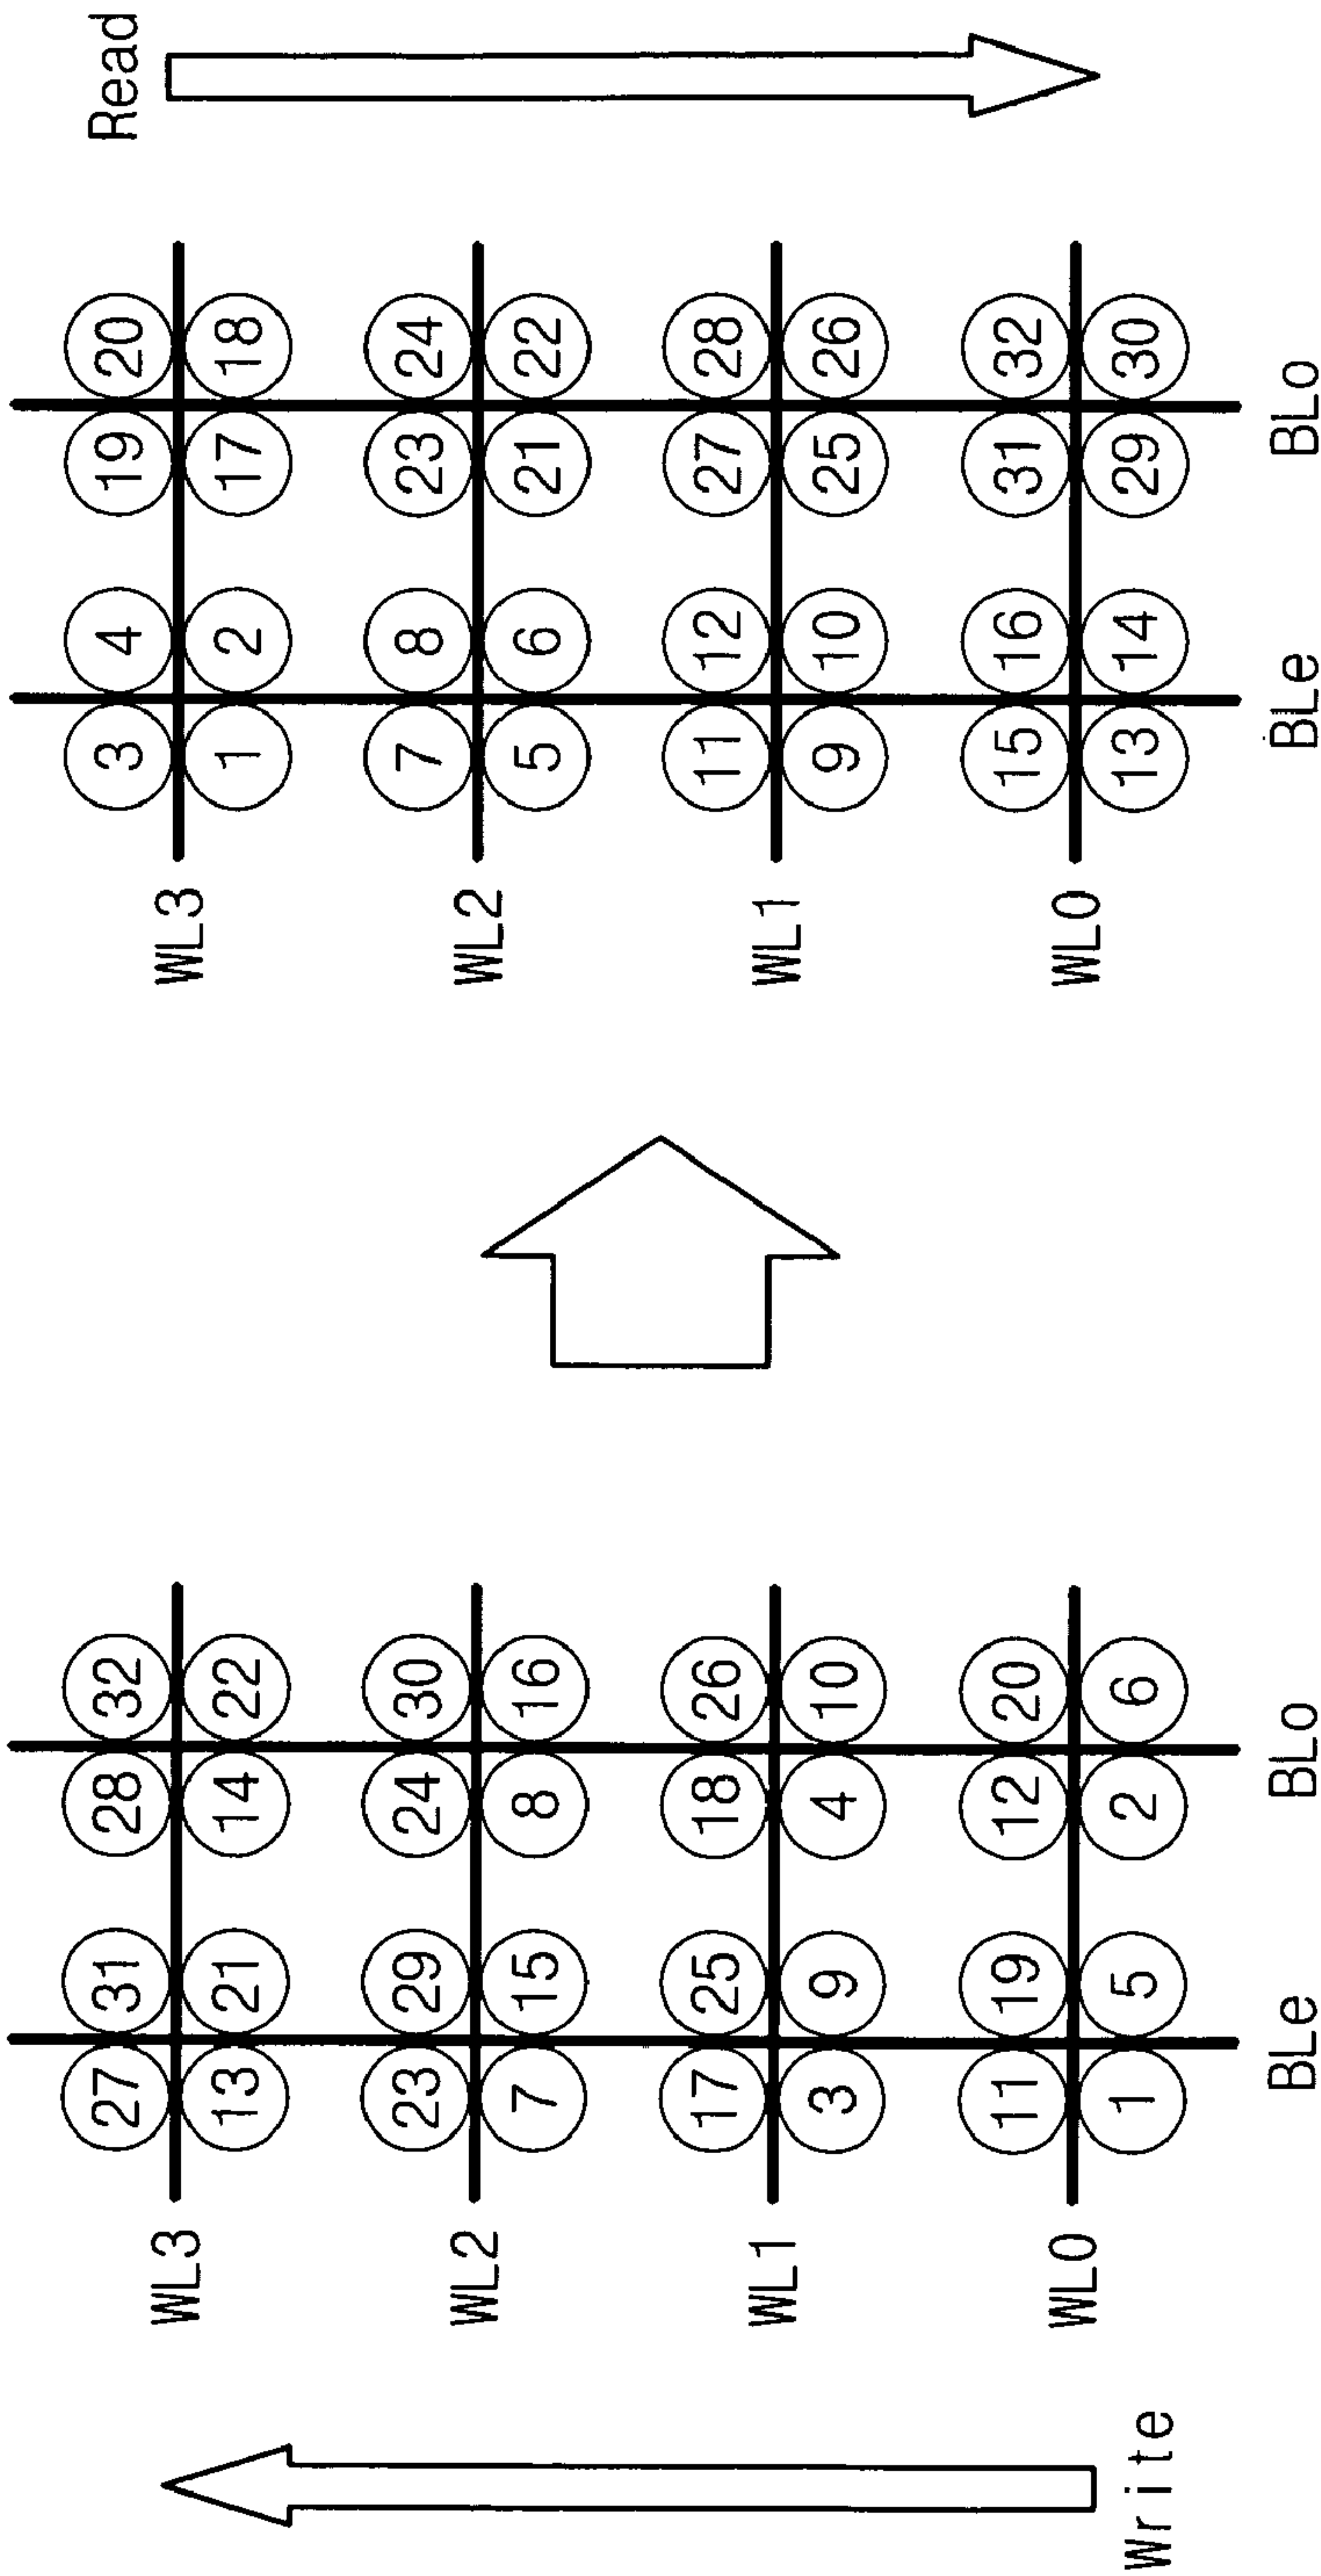 27 31 28 32 3 4 19 20 Read
WL3 WL3
13 21 14 22 1 2 17 18
23 29 24 30 7 8 23 24
WL2 WL2
7 15 8 16 5 6 21 22
17 25 18 26 11 12 27 28
WL1 WL1
3 9 4 10 9 10 25 26
11 19 12 20 15 16 31 32
WL0 WL0
Write 1 5 2 6 13 14 29 30
BLe BLo BLe BLo